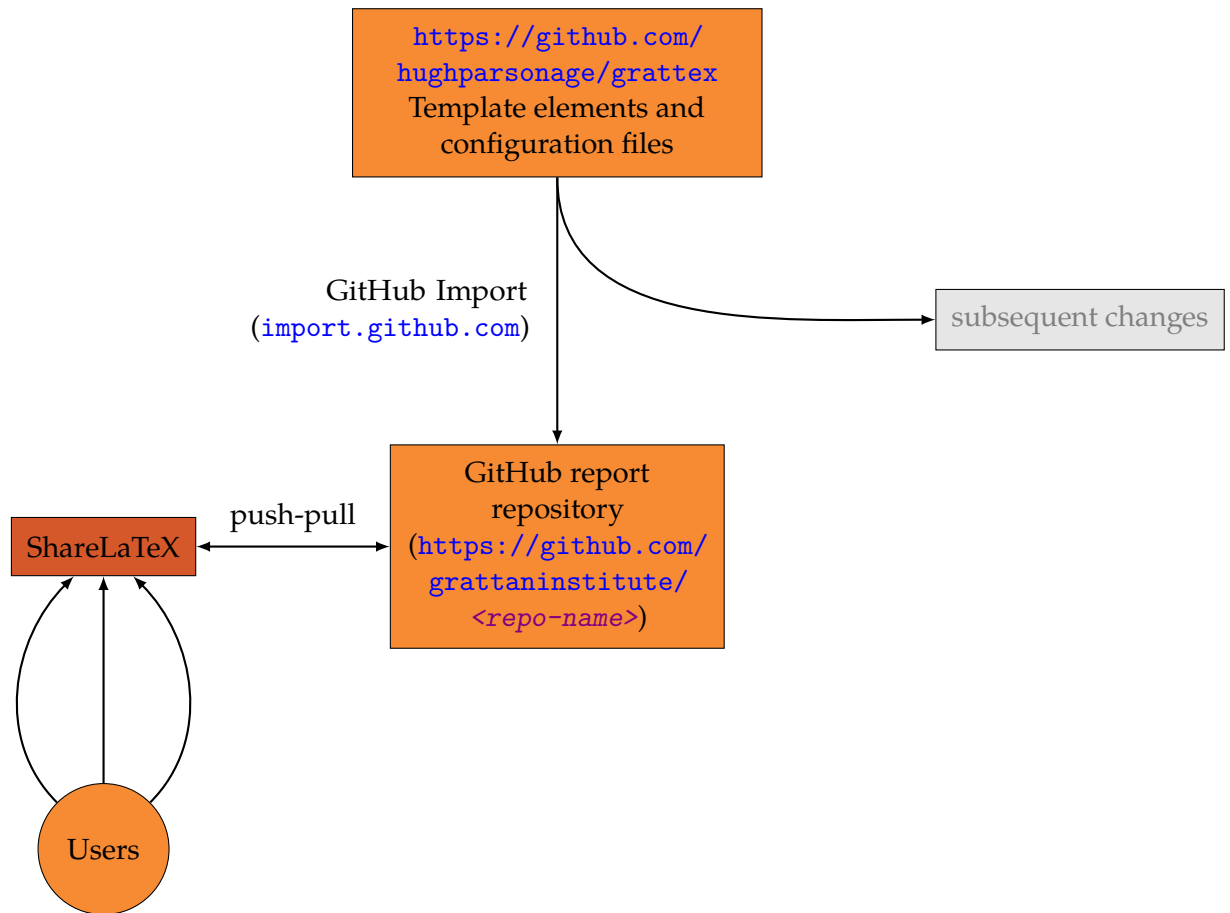 https://github.com/
hughparsonage/grattex
Template elements and
configuration files
GitHub Import
(import.github.com)
subsequent changes
GitHub report
repository
(https://github.com/
grattaninstitute/
<repo-name>)
push-pull
ShareLaTeX
Users